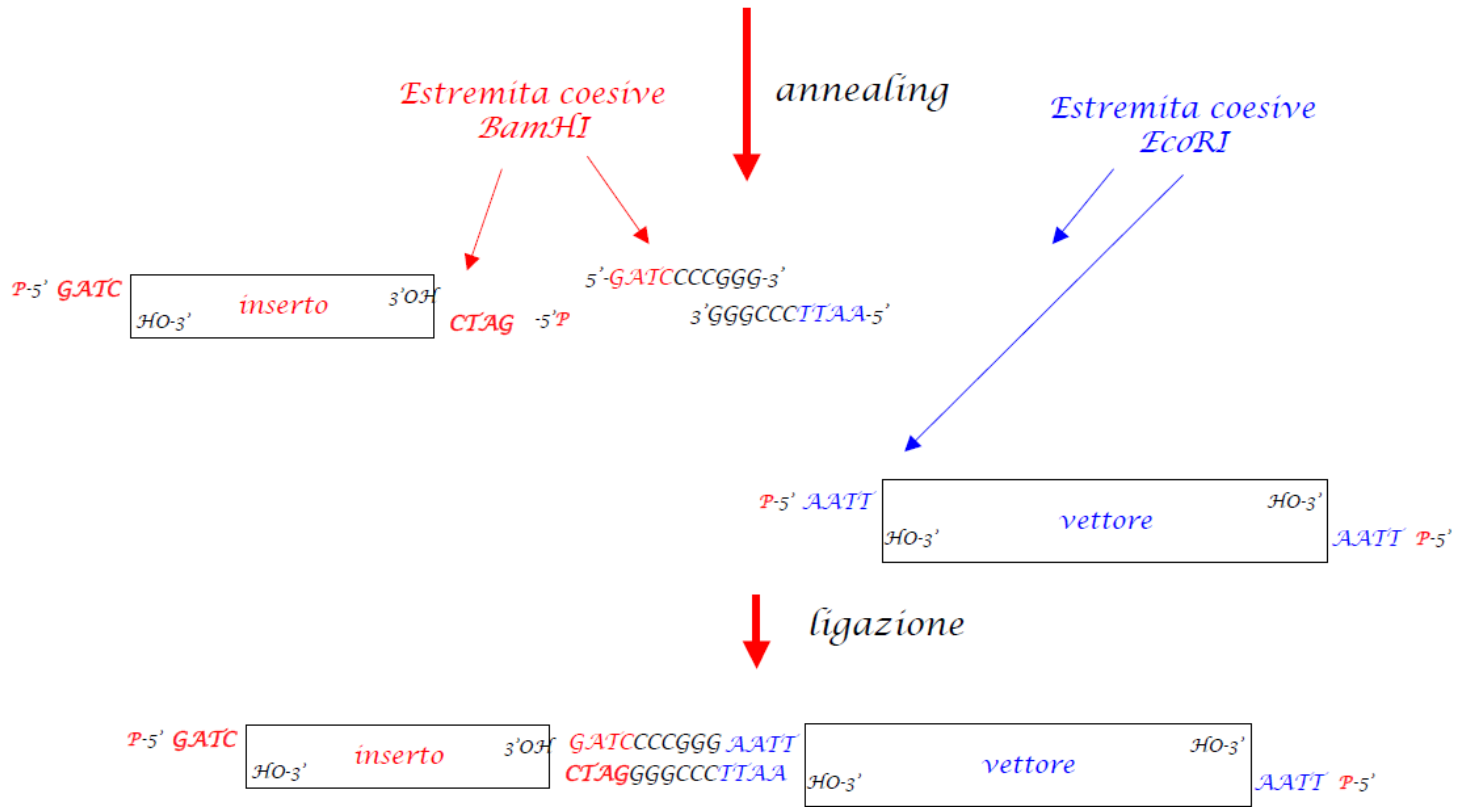 annealing
Estremita coesive
BamHI
Estremita coesive
EcoRI
5'-GATCCCCGGG-3'
3'GGGCCCTTAA-5'
P-5' GATC
HO-3'
inserto
3'OH
CTAG -5'P
P-5' AATT
HO-3'
vettore
HO-3'
AATT P-5'
ligazione
P-5' GATC
HO-3'
inserto
3'OH
GATCCCCGGG AATT
CTAGGGGCCCTTAA
HO-3'
vettore
HO-3'
AATT P-5'